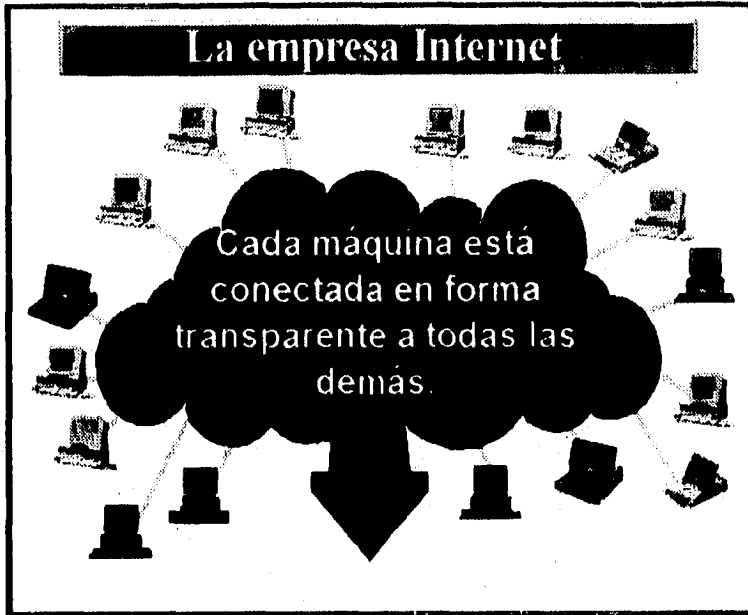 La empresa Internet
Cada máquina está
conectada en forma
transparente a todas las
demás.